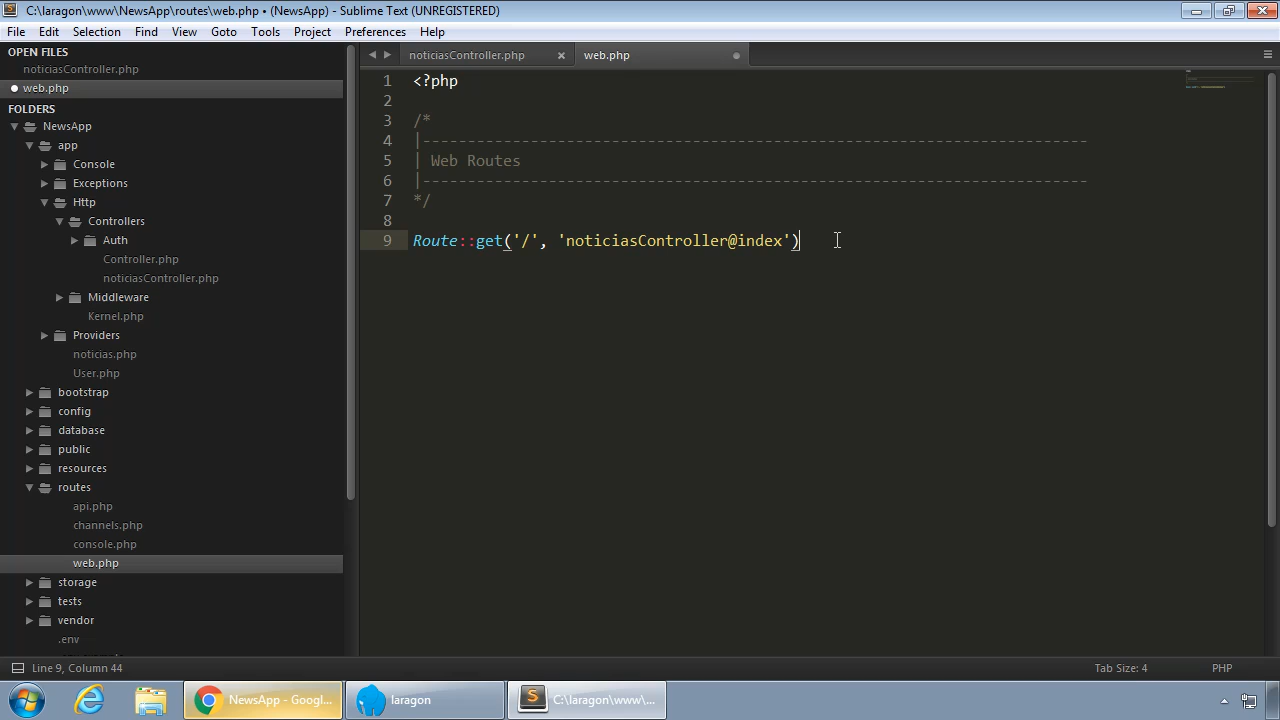 C:\laragon\www\NewsApp\routes\web.php • (NewsApp) - Sublime Text (UNREGISTERED)
File Edit Selection Find View Goto Tools Project Preferences Help
OPEN FILES
noticiasController.php
web.php
FOLDERS
NewsApp
app
Console
Exceptions
Http
Controllers
Auth
Controller.php
noticiasController.php
Middleware
Kernel.php
Providers
noticias.php
User.php
bootstrap
config
database
public
resources
routes
api.php
channels.php
console.php
web.php
storage
tests
vendor
.env
noticiasController.php web.php
1 <?php
2
3 /*
4 |--------------------------------------------------------------------------
5 | Web Routes
6 |--------------------------------------------------------------------------
7 */
8
9 Route::get('/', 'noticiasController@index')
Line 9, Column 44 Tab Size: 4 PHP
NewsApp - Googl... laragon C:\laragon\www\...